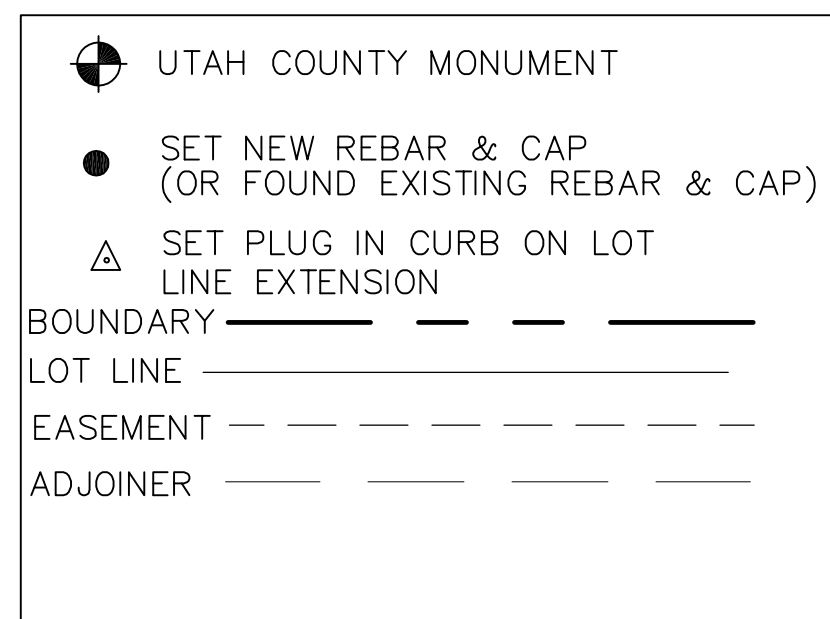 UTAH COUNTY MONUMENT
SET NEW REBAR & CAP
(OR FOUND EXISTING REBAR & CAP)
SET PLUG IN CURB ON LOT
LINE EXTENSION
BOUNDARY
LOT LINE
EASEMENT
ADJOINER